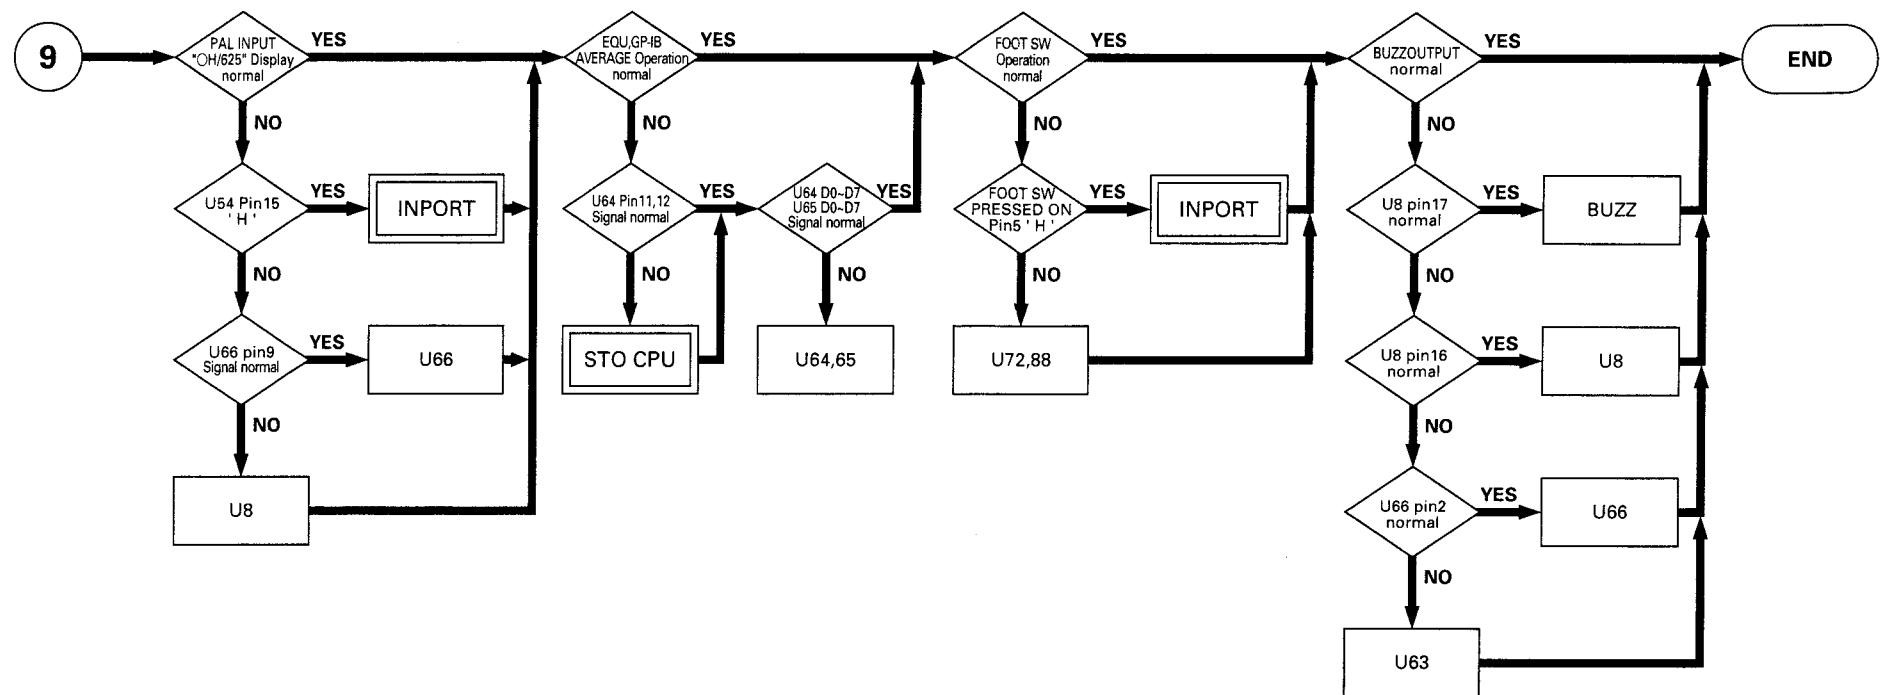 9
PAL INPUT
"OH/625" Display
normal
YES
NO
U54 Pin15
'H'
YES
INPORT
NO
U66 pin9
Signal normal
YES
U66
NO
U8
EQU,GP-IB
AVERAGE Operation
normal
YES
NO
U64 Pin11,12
Signal normal
YES
NO
STO CPU
U64 D0~D7
U65 D0~D7
Signal normal
YES
NO
U64,65
FOOT SW
Operation
normal
YES
NO
FOOT SW
PRESSED ON
Pin5 'H'
YES
INPORT
NO
U72,88
BUZZOUTPUT
normal
YES
NO
U8 pin17
normal
YES
BUZZ
NO
U8 pin16
normal
YES
U8
NO
U66 pin2
normal
YES
U66
NO
U63
END